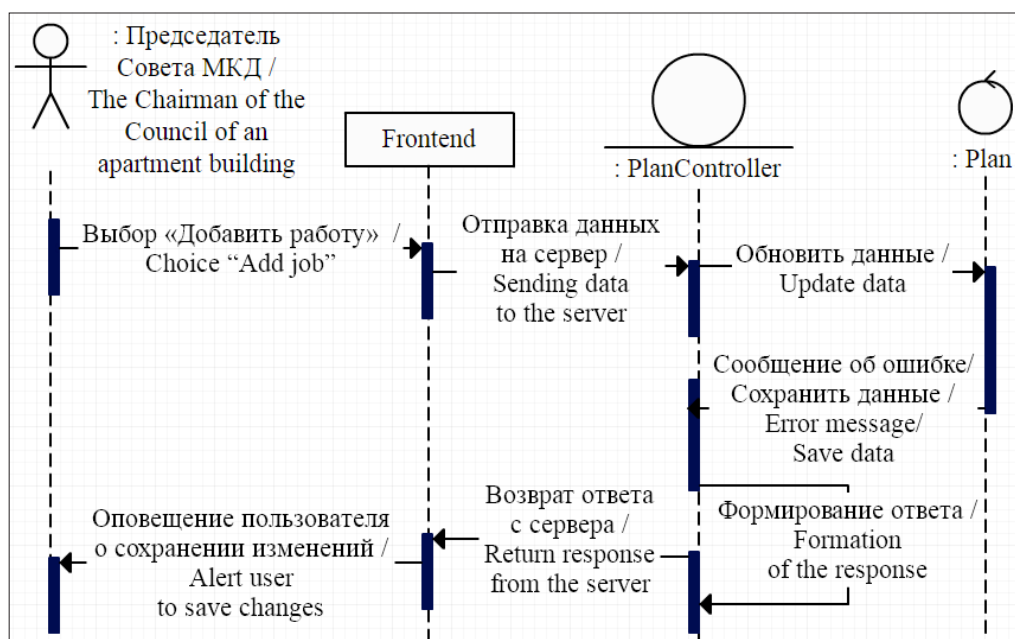 : Председатель
Совета МКД /
The Chairman of the
Council of an
apartment building
Frontend
: PlanController
: Plan
Выбор «Добавить работу» /
Choice “Add job”
Отправка данных
на сервер /
Sending data
to the server
Обновить данные /
Update data
Сообщение об ошибке/
Сохранить данные /
Error message/
Save data
Формирование ответа /
Formation
of the response
Возврат ответа
с сервера /
Return response
from the server
Оповещение пользователя
о сохранении изменений /
Alert user
to save changes